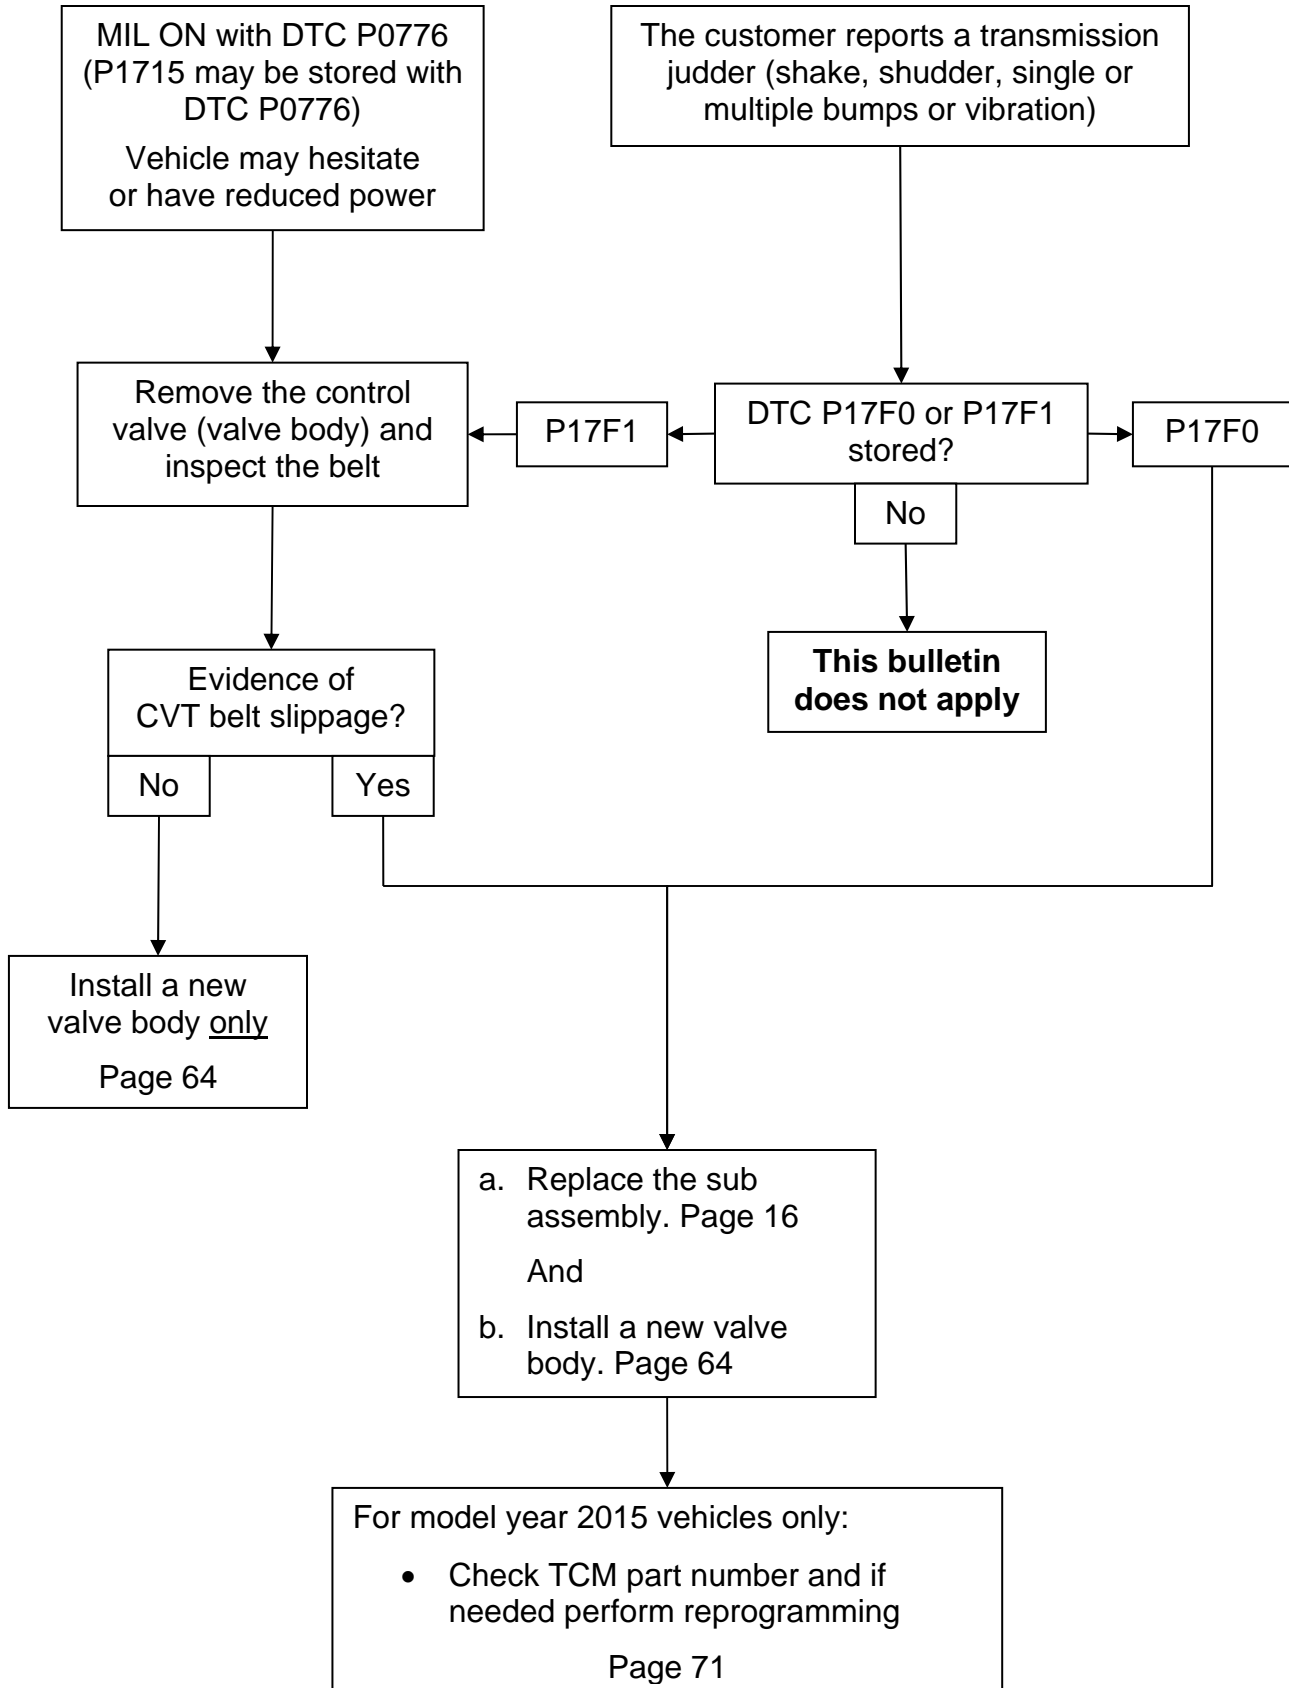 MIL ON with DTC P0776
(P1715 may be stored with
DTC P0776)
Vehicle may hesitate
or have reduced power
The customer reports a transmission
judder (shake, shudder, single or
multiple bumps or vibration)
Remove the control
valve (valve body) and
inspect the belt
P17F1
DTC P17F0 or P17F1
stored?
P17F0
No
This bulletin
does not apply
Evidence of
CVT belt slippage?
No
Yes
Install a new
valve body only
Page 64
a. Replace the sub
assembly. Page 16
And
b. Install a new valve
body. Page 64
For model year 2015 vehicles only:
• Check TCM part number and if
needed perform reprogramming
Page 71